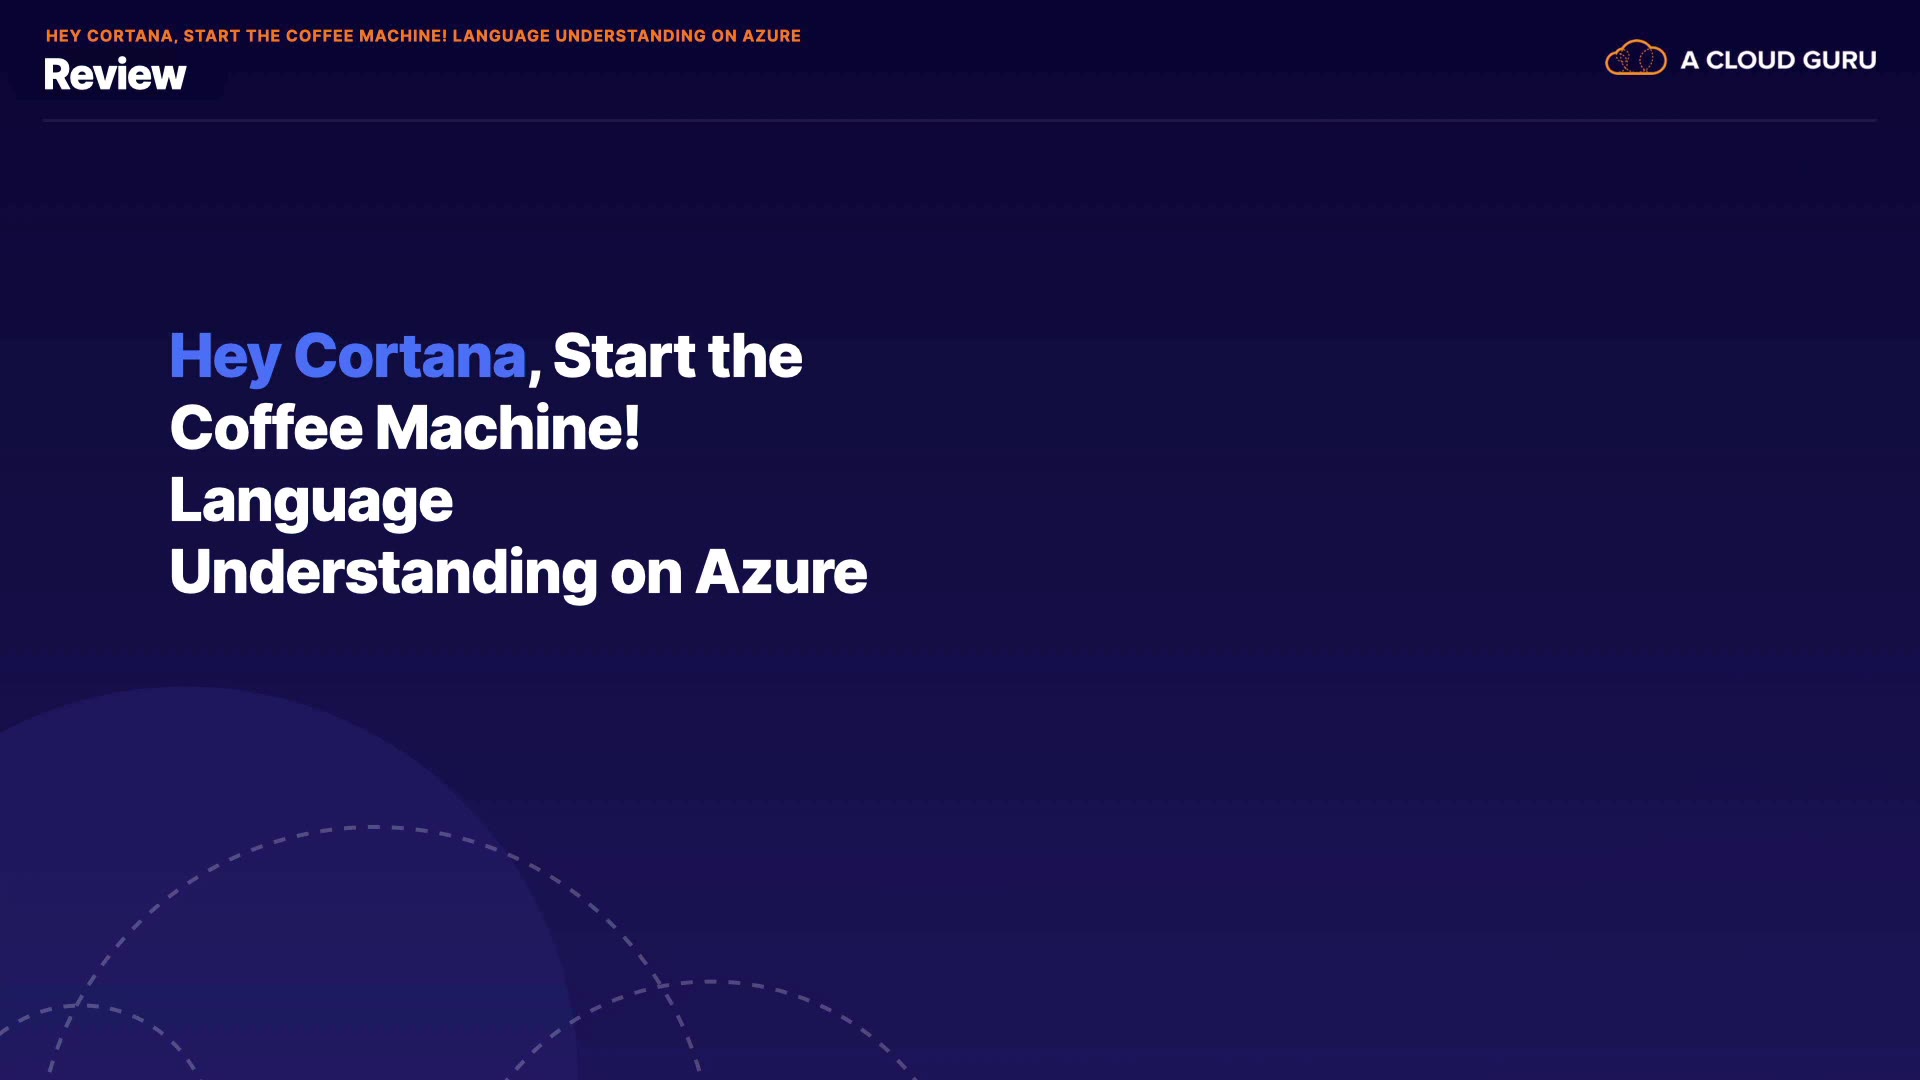 HEY CORTANA, START THE COFFEE MACHINE! LANGUAGE UNDERSTANDING ON AZURE
Review
A CLOUD GURU
Hey Cortana, Start the
Coffee Machine!
Language
Understanding on Azure